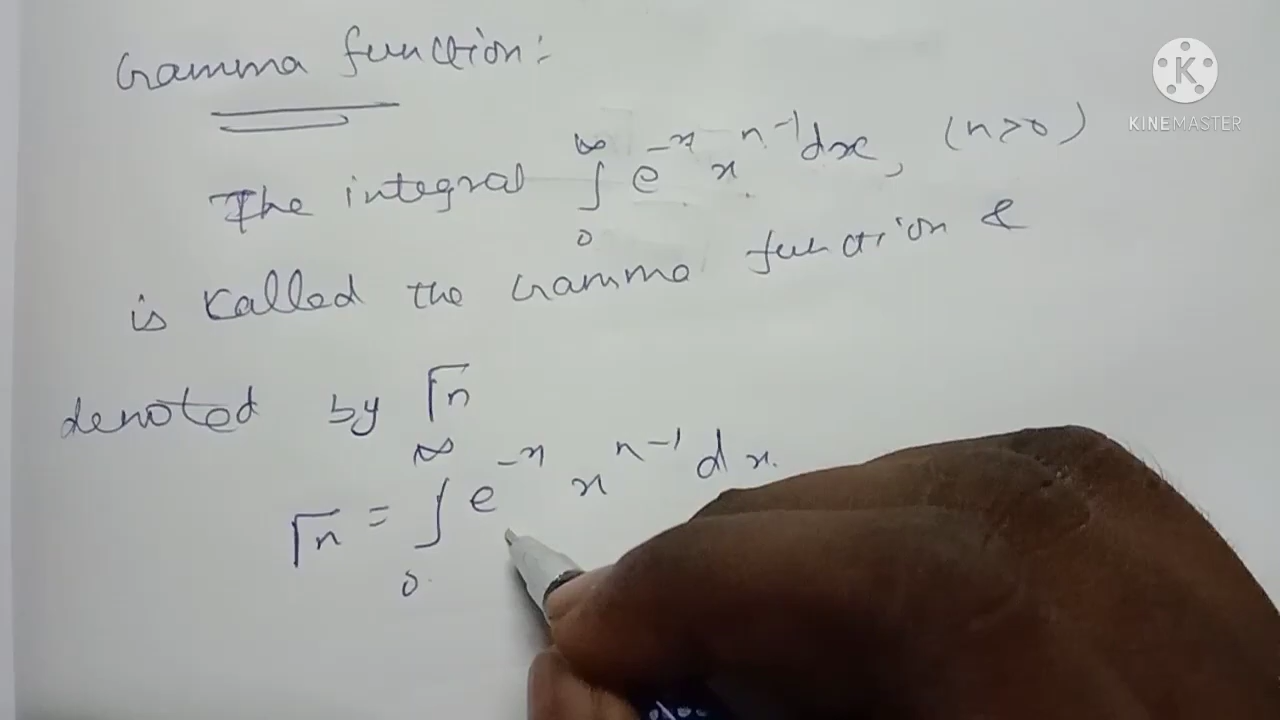 Gamma function:
The integral ∫₀^∞ e^{-x} x^{n-1} dx, (n>0)
is called the Gamma function &
denoted by Γn
Γn = ∫₀^∞ e^{-x} x^{n-1} dx.
KINEMASTER